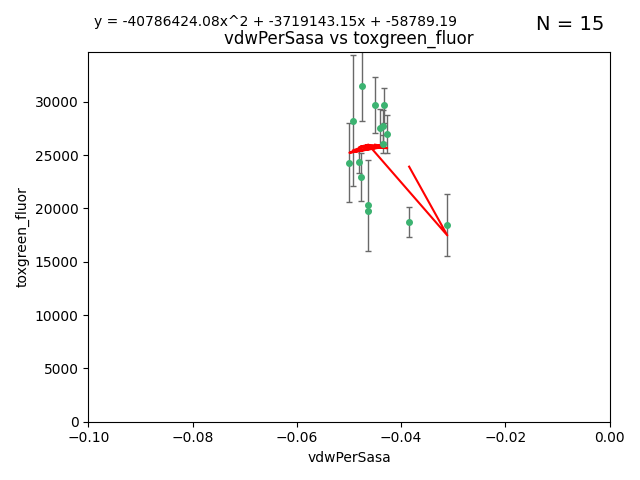 y = -40786424.08x^2 + -3719143.15x + -58789.19
N = 15
vdwPerSasa vs toxgreen_fluor
30000
25000
20000
15000
10000
5000
0
toxgreen_fluor
−0.10
−0.08
−0.06
−0.04
−0.02
0.00
vdwPerSasa